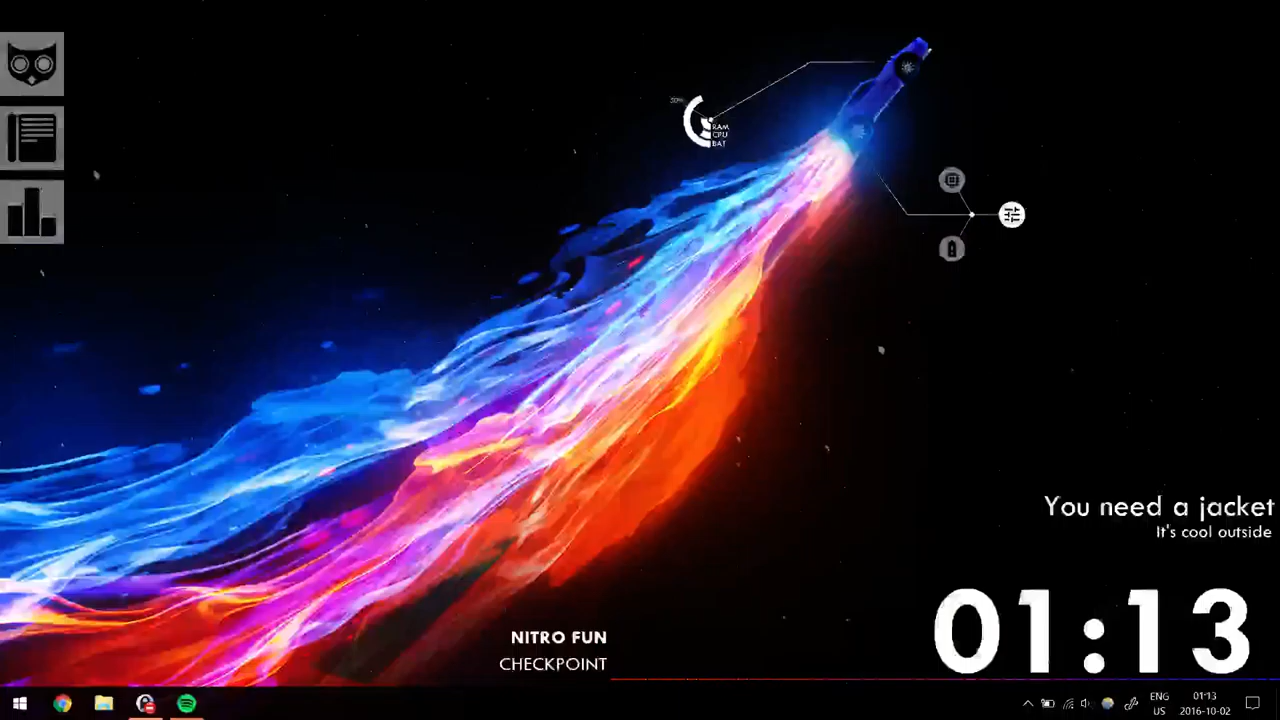 50%
RAM
CPU
BAT
You need a jacket
It's cool outside
01:13
NITRO FUN
CHECKPOINT
ENG
US
01:13
2016-10-02